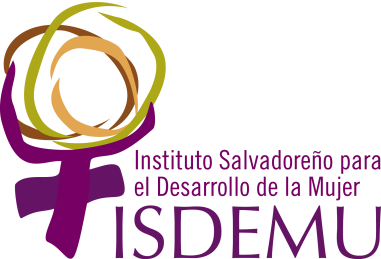 Instituto Salvadoreño para
el Desarrollo de la Mujer
ISDEMU